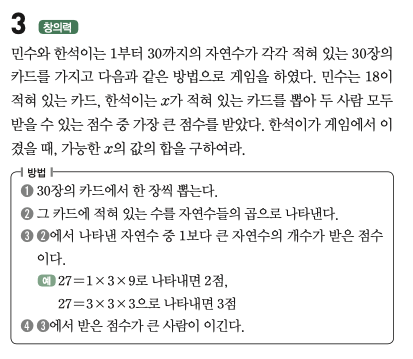 3 창의력
민수와 한석이는 1부터 30까지의 자연수가 각각 적혀 있는 30장의
카드를 가지고 다음과 같은 방법으로 게임을 하였다. 민수는 18이
적혀 있는 카드, 한석이는 x가 적혀 있는 카드를 뽑아 두 사람 모두
받을 수 있는 점수 중 가장 큰 점수를 받았다. 한석이가 게임에서 이
겼을 때, 가능한 x의 값의 합을 구하여라.
방법
❶ 30장의 카드에서 한 장씩 뽑는다.
❷ 그 카드에 적혀 있는 수를 자연수들의 곱으로 나타낸다.
❸ ❷에서 나타낸 자연수 중 1보다 큰 자연수의 개수가 받은 점수
이다.
예 27=1×3×9로 나타내면 2점,
27=3×3×3으로 나타내면 3점
❹ ❸에서 받은 점수가 큰 사람이 이긴다.